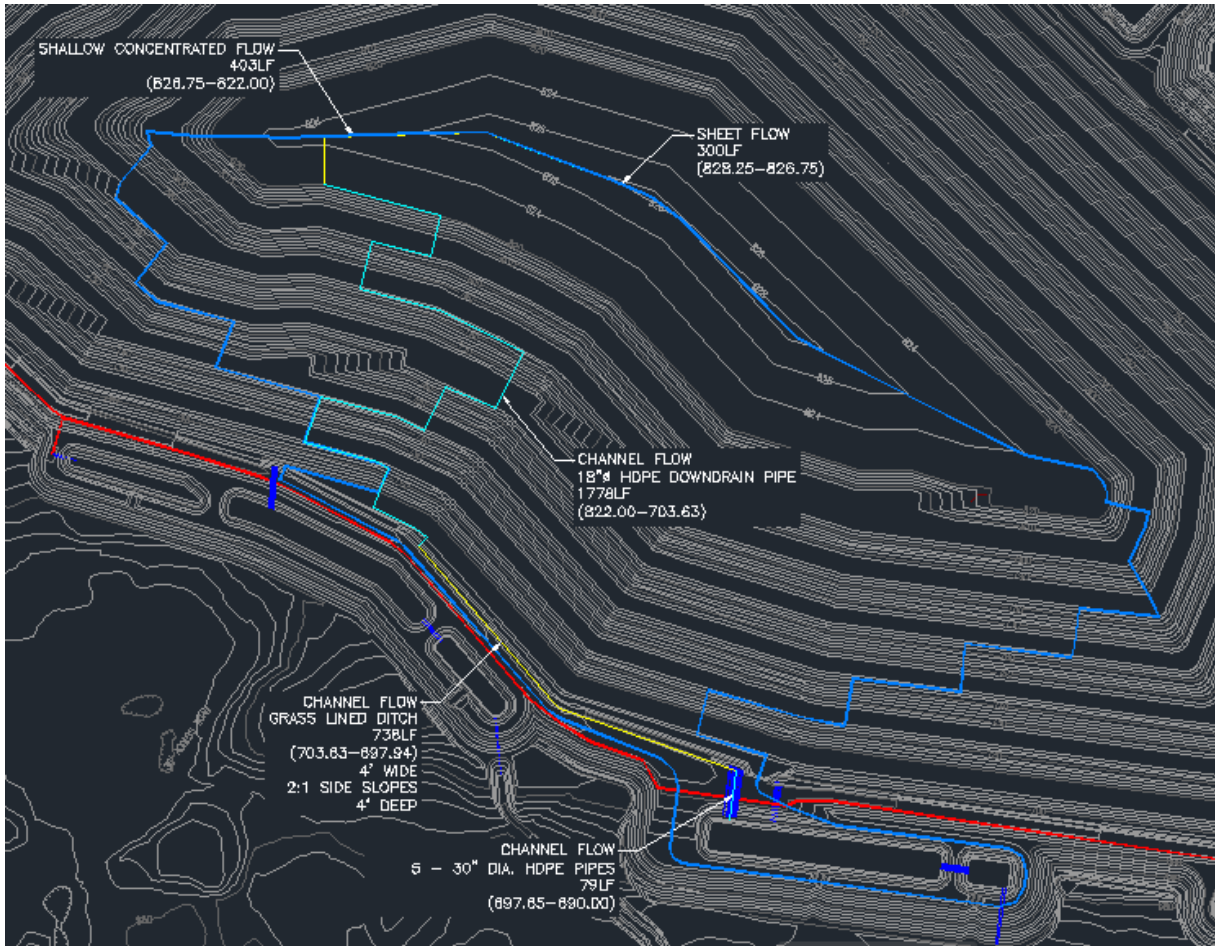 SHALLOW CONCENTRATED FLOW
403LF
(826.75-822.00)
SHEET FLOW
300LF
(828.25-826.75)
CHANNEL FLOW
18"ø HDPE DOWNDRAIN PIPE
1778LF
(822.00-703.63)
CHANNEL FLOW
GRASS LINED DITCH
738LF
(703.63-697.94)
4' WIDE
2:1 SIDE SLOPES
4' DEEP
CHANNEL FLOW
5 - 30" DIA. HDPE PIPES
79LF
(697.65-690.00)